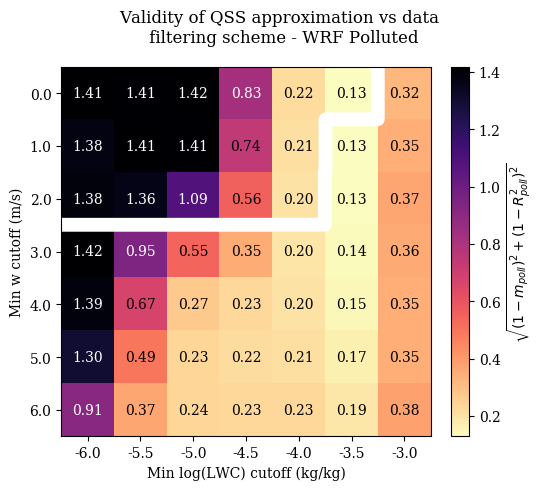 Validity of QSS approximation vs data
filtering scheme - WRF Polluted
0.0 1.41 1.41 1.42 0.83 0.22 0.13 0.32
1.0 1.38 1.41 1.41 0.74 0.21 0.13 0.35
2.0 1.38 1.36 1.09 0.56 0.20 0.13 0.37
3.0 1.42 0.95 0.55 0.35 0.20 0.14 0.36
4.0 1.39 0.67 0.27 0.23 0.20 0.15 0.35
5.0 1.30 0.49 0.23 0.22 0.21 0.17 0.35
6.0 0.91 0.37 0.24 0.23 0.23 0.19 0.38
-6.0 -5.5 -5.0 -4.5 -4.0 -3.5 -3.0
Min log(LWC) cutoff (kg/kg)
Min w cutoff (m/s)
1.4
1.2
1.0
0.8
0.6
0.4
0.2
√(1 − m_poll)² + (1 − R²_poll)²